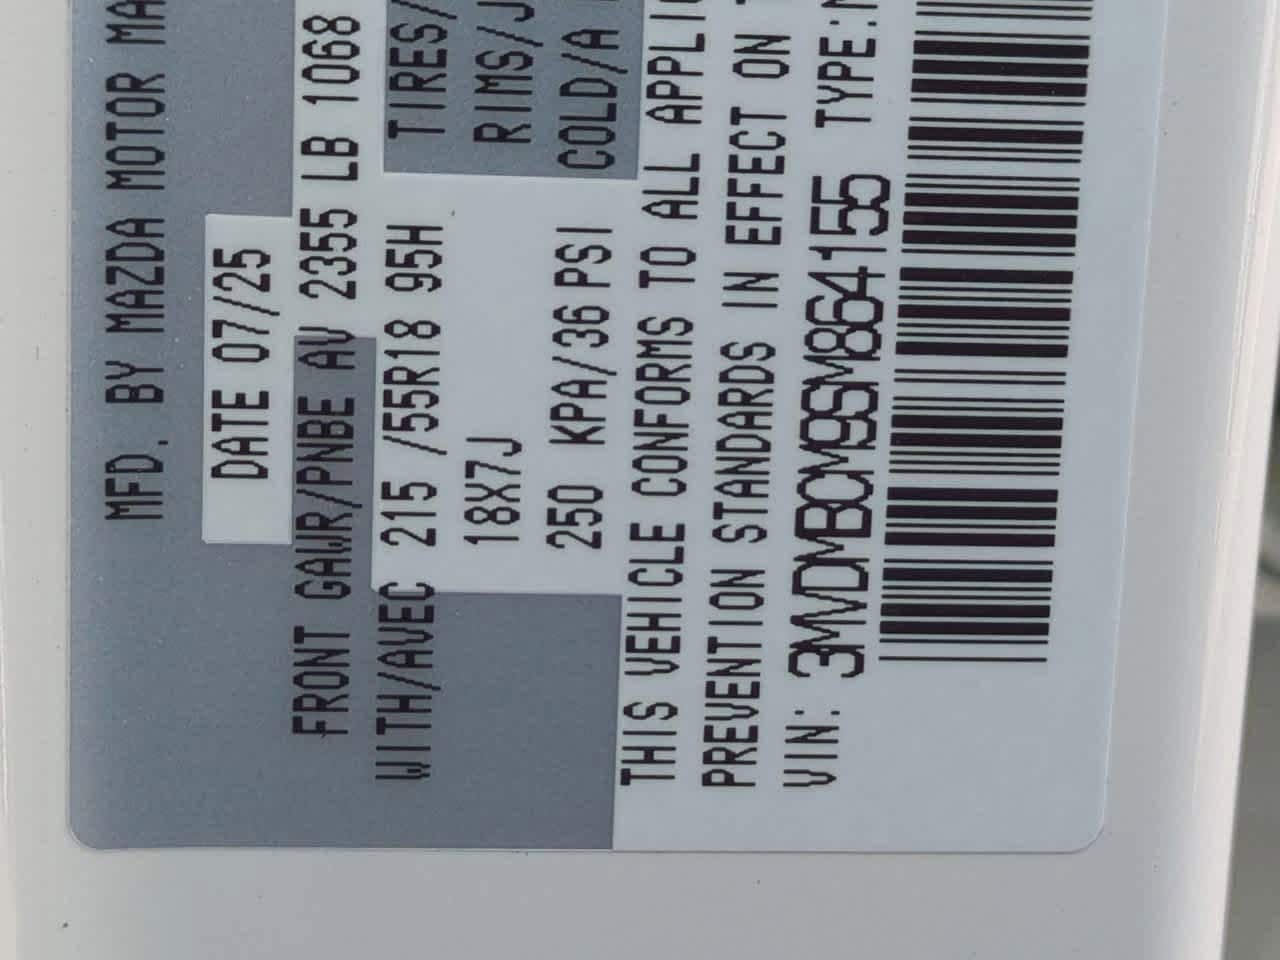 MFD. BY MAZDA MOTOR MA
DATE 07/25
FRONT GAWR/PNBE AV 2355 LB 1068
WITH/AVEC 215 /55R18 95H TIRES/
18X7J RIMS/J
250 KPA/36 PSI COLD/A
THIS VEHICLE CONFORMS TO ALL APPLIC
PREVENTION STANDARDS IN EFFECT ON
VIN: 3MVDMBCM9SM864155 TYPE: